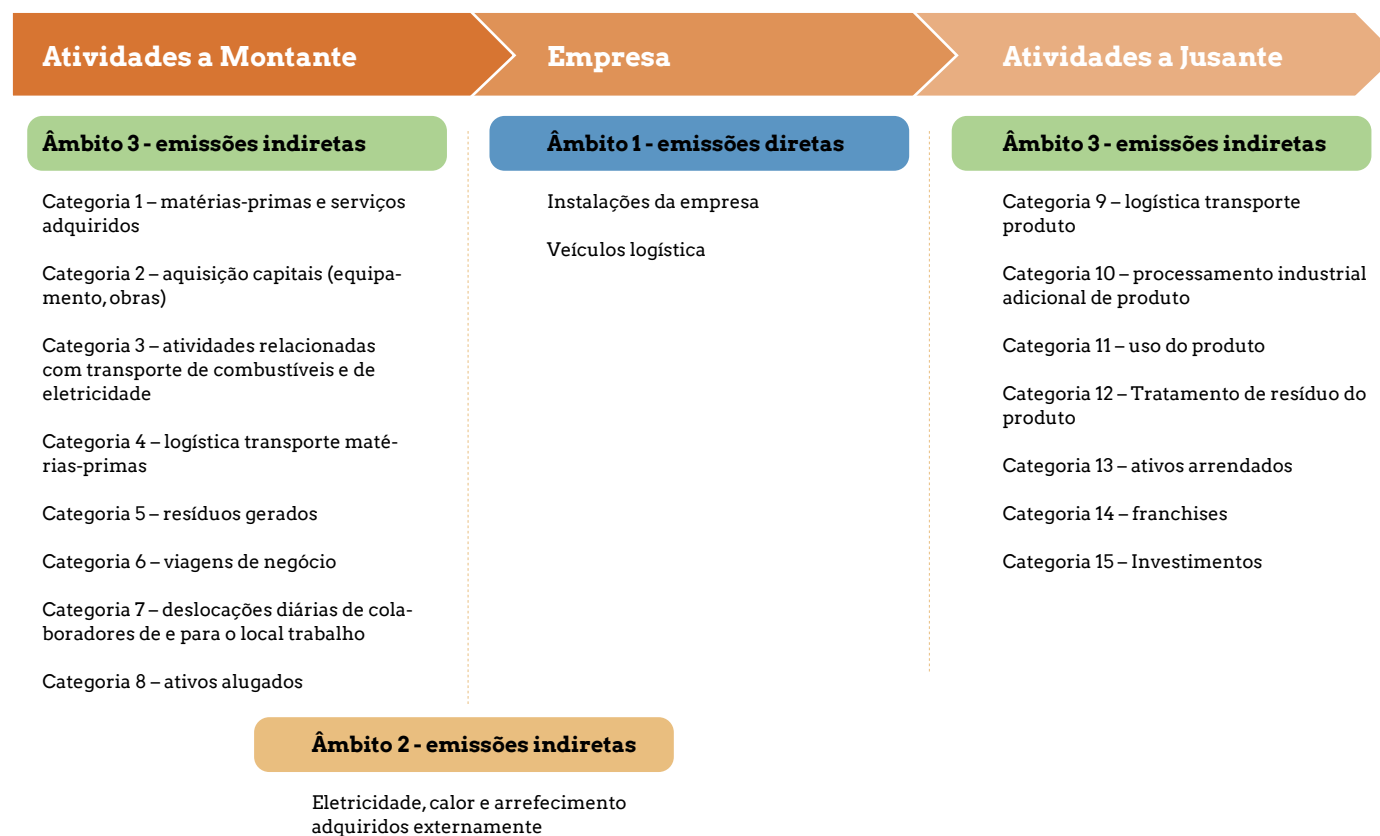 Atividades a Montante
Empresa
Atividades a Jusante
Âmbito 3 - emissões indiretas
Categoria 1 – matérias-primas e serviços
adquiridos
Categoria 2 – aquisição capitais (equipa-
mento, obras)
Categoria 3 – atividades relacionadas
com transporte de combustíveis e de
eletricidade
Categoria 4 – logística transporte maté-
rias-primas
Categoria 5 – resíduos gerados
Categoria 6 – viagens de negócio
Categoria 7 – deslocações diárias de cola-
boradores de e para o local trabalho
Categoria 8 – ativos alugados
Âmbito 1 - emissões diretas
Instalações da empresa
Veículos logística
Âmbito 3 - emissões indiretas
Categoria 9 – logística transporte
produto
Categoria 10 – processamento industrial
adicional de produto
Categoria 11 – uso do produto
Categoria 12 – Tratamento de resíduo do
produto
Categoria 13 – ativos arrendados
Categoria 14 – franchises
Categoria 15 – Investimentos
Âmbito 2 - emissões indiretas
Eletricidade, calor e arrefecimento
adquiridos externamente